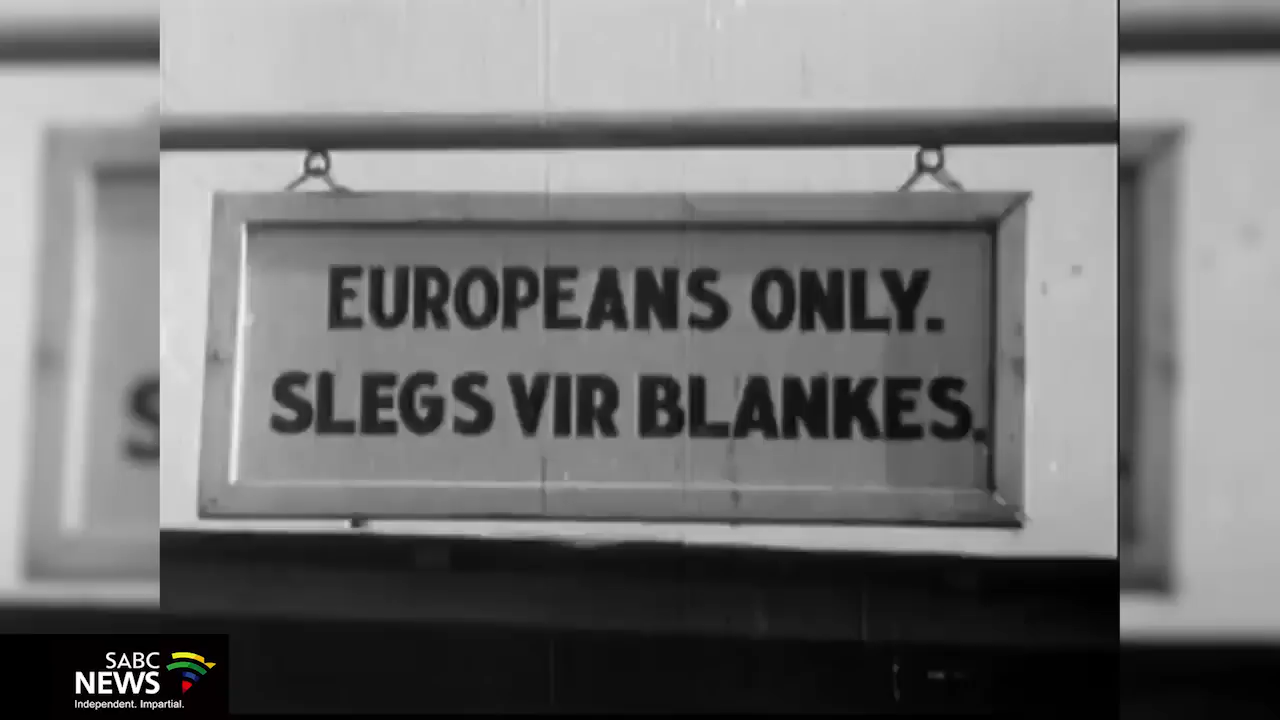 EUROPEANS ONLY.
SLEGS VIR BLANKES.
SABC
NEWS
Independent. Impartial.